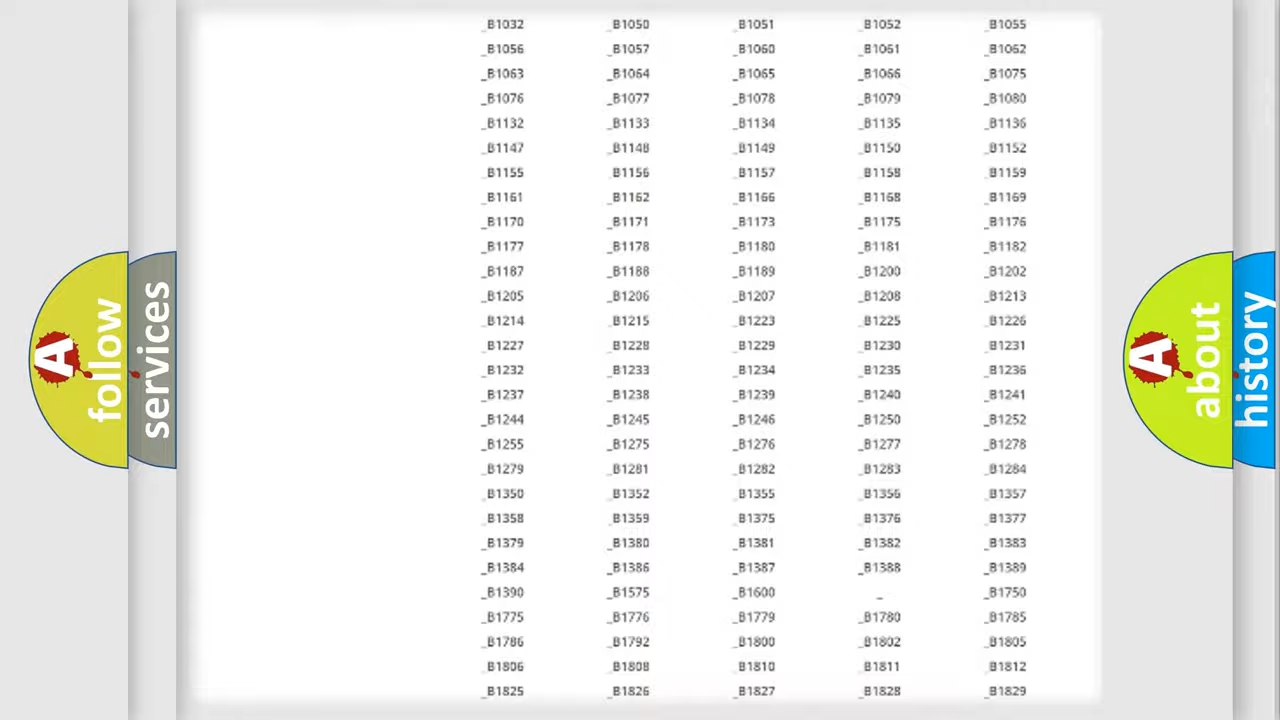 _B1032 _B1050 _B1051 _B1052 _B1055
_B1056 _B1057 _B1060 _B1061 _B1062
_B1063 _B1064 _B1065 _B1066 _B1075
_B1076 _B1077 _B1078 _B1079 _B1080
_B1132 _B1133 _B1134 _B1135 _B1136
_B1147 _B1148 _B1149 _B1150 _B1152
_B1155 _B1156 _B1157 _B1158 _B1159
_B1161 _B1162 _B1166 _B1168 _B1169
_B1170 _B1171 _B1173 _B1175 _B1176
_B1177 _B1178 _B1180 _B1181 _B1182
_B1187 _B1188 _B1189 _B1200 _B1202
_B1205 _B1206 _B1207 _B1208 _B1213
_B1214 _B1215 _B1223 _B1225 _B1226
_B1227 _B1228 _B1229 _B1230 _B1231
_B1232 _B1233 _B1234 _B1235 _B1236
_B1237 _B1238 _B1239 _B1240 _B1241
_B1244 _B1245 _B1246 _B1250 _B1252
_B1255 _B1275 _B1276 _B1277 _B1278
_B1279 _B1281 _B1282 _B1283 _B1284
_B1350 _B1352 _B1355 _B1356 _B1357
_B1358 _B1359 _B1375 _B1376 _B1377
_B1379 _B1380 _B1381 _B1382 _B1383
_B1384 _B1386 _B1387 _B1388 _B1389
_B1390 _B1575 _B1600 _ _B1750
_B1775 _B1776 _B1779 _B1780 _B1785
_B1786 _B1792 _B1800 _B1802 _B1805
_B1806 _B1808 _B1810 _B1811 _B1812
_B1825 _B1826 _B1827 _B1828 _B1829
A
follow
services
A
about
history